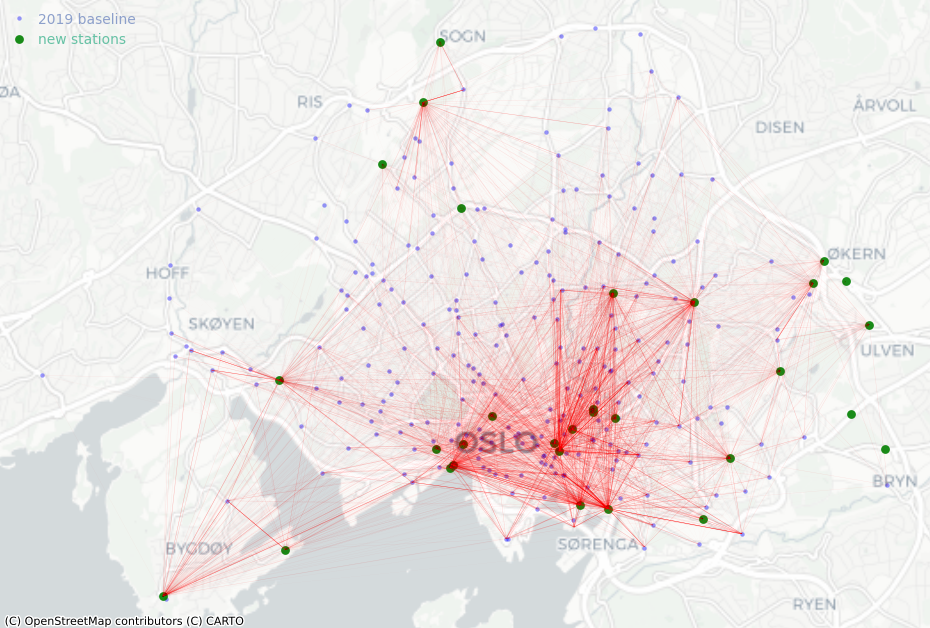 2019 baseline
new stations
SOGN
ØA
RIS
ÅRVOLL
DISEN
ØKERN
HOFF
SKØYEN
ULVEN
OSLO
BRYN
BYGDØY
SØRENGA
RYEN
(C) OpenStreetMap contributors (C) CARTO